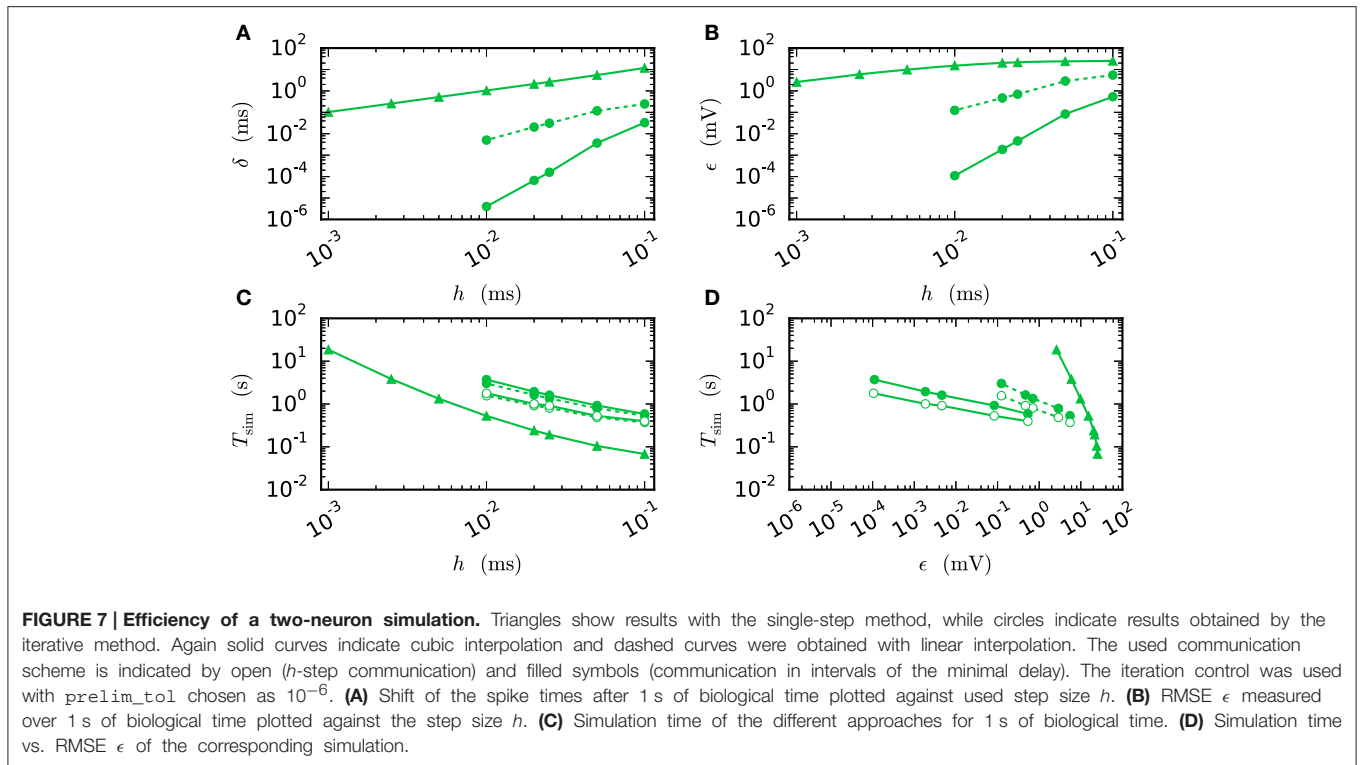 A
10^2
10^0
10^-2
10^-4
10^-6
δ (ms)
10^-3
10^-2
10^-1
h (ms)
B
10^2
10^0
10^-2
10^-4
10^-6
ϵ (mV)
10^-3
10^-2
10^-1
h (ms)
C
10^2
10^1
10^0
10^-1
10^-2
T_sim (s)
10^-3
10^-2
10^-1
h (ms)
D
10^2
10^1
10^0
10^-1
10^-2
T_sim (s)
10^-6
10^-5
10^-4
10^-3
10^-2
10^-1
10^0
10^1
10^2
ϵ (mV)
FIGURE 7 | Efficiency of a two-neuron simulation. Triangles show results with the single-step method, while circles indicate results obtained by the
iterative method. Again solid curves indicate cubic interpolation and dashed curves were obtained with linear interpolation. The used communication
scheme is indicated by open (h-step communication) and filled symbols (communication in intervals of the minimal delay). The iteration control was used
with prelim_tol chosen as 10^-6. (A) Shift of the spike times after 1 s of biological time plotted against used step size h. (B) RMSE ϵ measured
over 1 s of biological time plotted against the step size h. (C) Simulation time of the different approaches for 1 s of biological time. (D) Simulation time
vs. RMSE ϵ of the corresponding simulation.